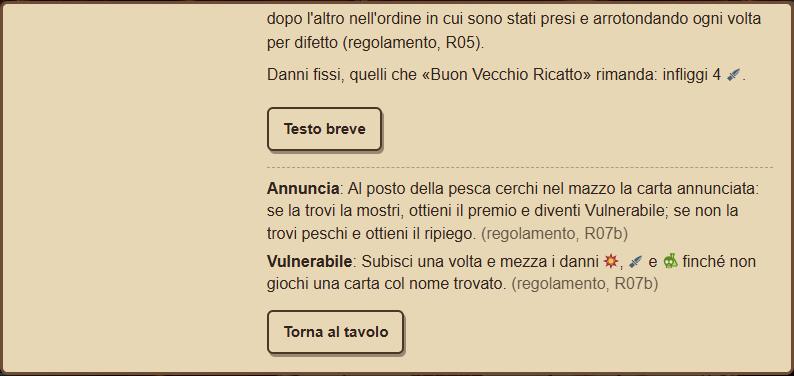 dopo l'altro nell'ordine in cui sono stati presi e arrotondando ogni volta
per difetto (regolamento, R05).
Danni fissi, quelli che «Buon Vecchio Ricatto» rimanda: infliggi 4 .
Testo breve
Annuncia: Al posto della pesca cerchi nel mazzo la carta annunciata:
se la trovi la mostri, ottieni il premio e diventi Vulnerabile; se non la
trovi peschi e ottieni il ripiego. (regolamento, R07b)
Vulnerabile: Subisci una volta e mezza i danni , e finché non
giochi una carta col nome trovato. (regolamento, R07b)
Torna al tavolo